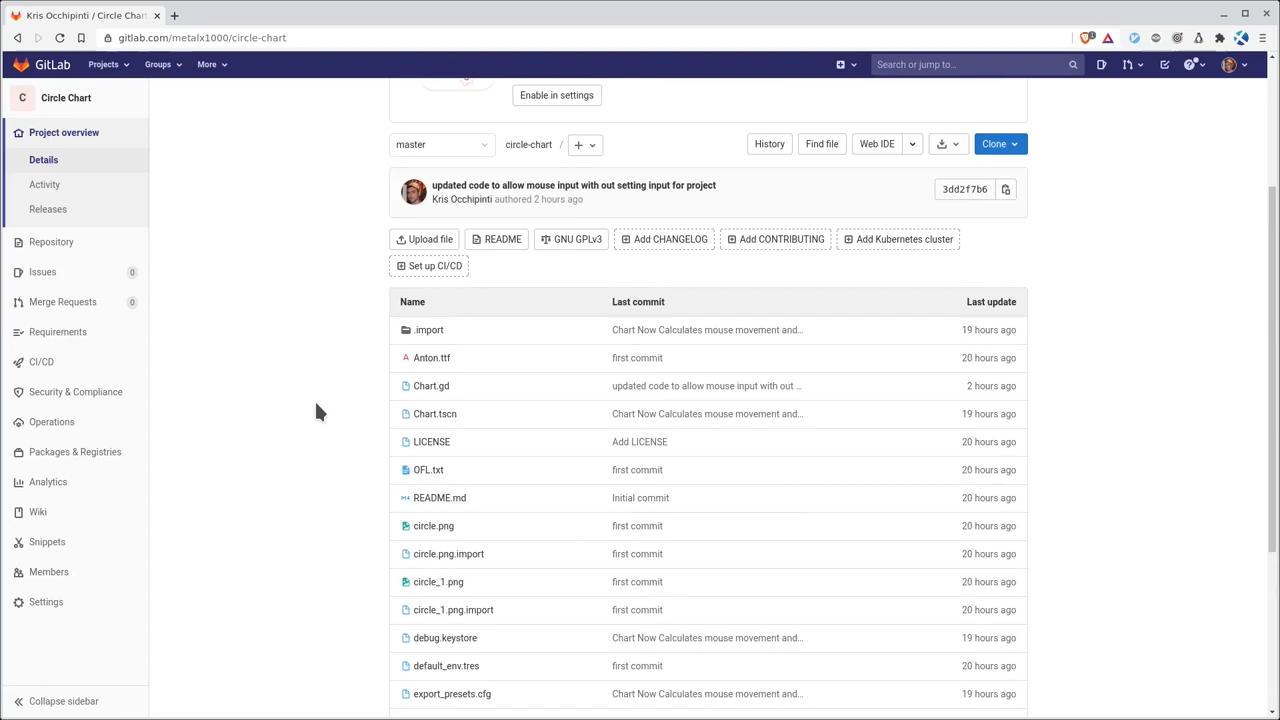 Kris Occhipinti / Circle Chart
gitlab.com/metalx1000/circle-chart
1
GitLab
Projects
Groups
More
Search or jump to...
C
Circle Chart
Project overview
Details
Activity
Releases
Repository
Issues
0
Merge Requests
0
Requirements
CI/CD
Security & Compliance
Operations
Packages & Registries
Analytics
Wiki
Snippets
Members
Settings
Collapse sidebar
Enable in settings
master
circle-chart /
History
Find file
Web IDE
Clone
updated code to allow mouse input with out setting input for project
Kris Occhipinti authored 2 hours ago
3dd2f7b6
Upload file
README
GNU GPLv3
Add CHANGELOG
Add CONTRIBUTING
Add Kubernetes cluster
Set up CI/CD
Name Last commit Last update
.import Chart Now Calculates mouse movement and... 19 hours ago
Anton.ttf first commit 20 hours ago
Chart.gd updated code to allow mouse input with out ... 2 hours ago
Chart.tscn Chart Now Calculates mouse movement and... 19 hours ago
LICENSE Add LICENSE 20 hours ago
OFL.txt first commit 20 hours ago
README.md Initial commit 20 hours ago
circle.png first commit 20 hours ago
circle.png.import first commit 20 hours ago
circle_1.png first commit 20 hours ago
circle_1.png.import first commit 20 hours ago
debug.keystore Chart Now Calculates mouse movement and... 19 hours ago
default_env.tres first commit 20 hours ago
export_presets.cfg Chart Now Calculates mouse movement and... 19 hours ago